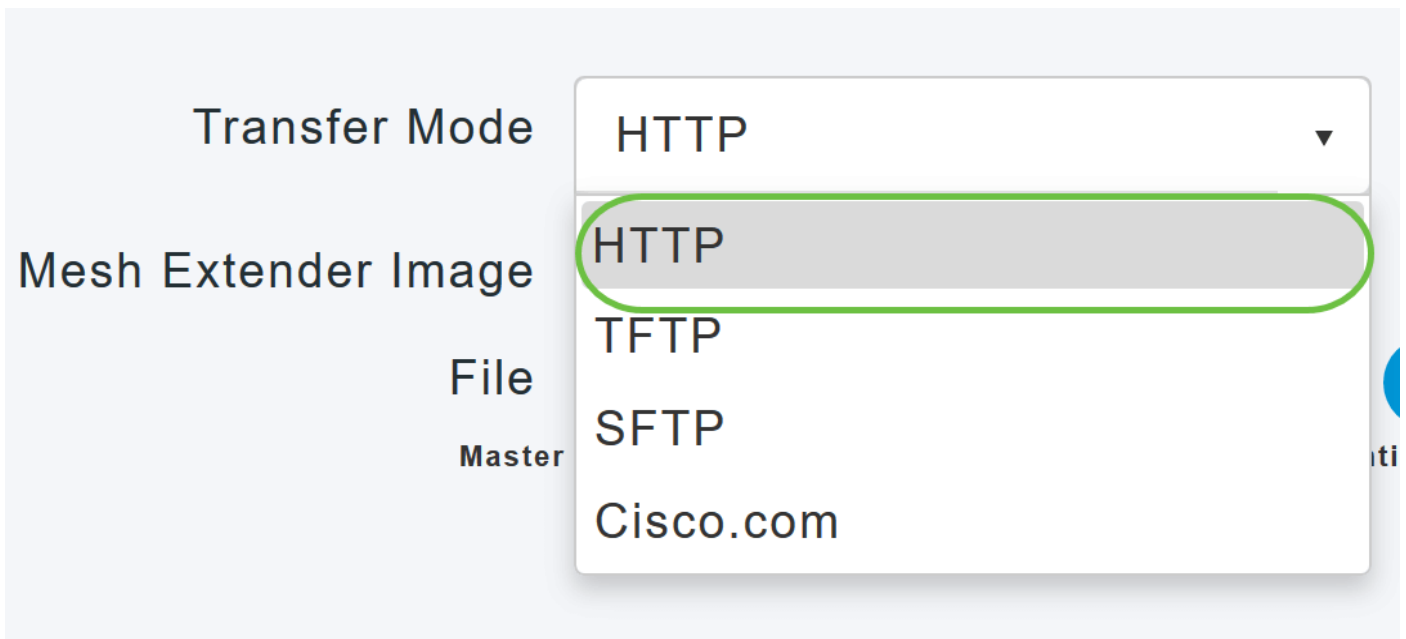 Transfer Mode HTTP
HTTP
Mesh Extender Image
TFTP
File
SFTP
Master
Cisco.com